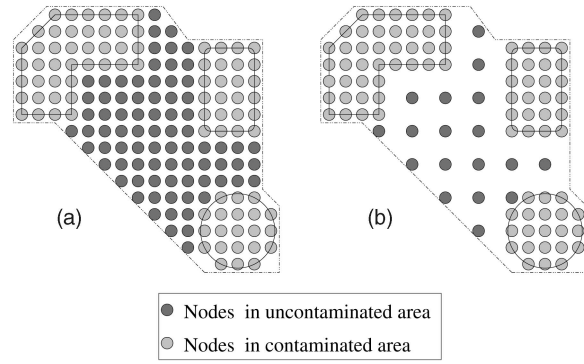 (a)
(b)
Nodes in uncontaminated area
Nodes in contaminated area